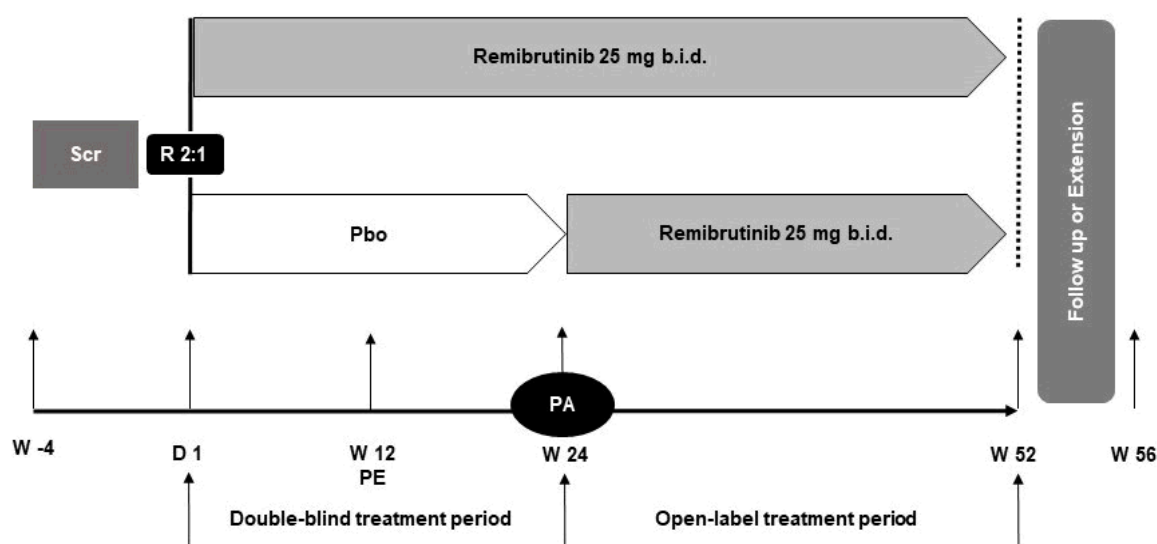 Remibrutinib 25 mg b.i.d.
Scr
R 2:1
Pbo
Remibrutinib 25 mg b.i.d.
Follow up or Extension
PA
W -4
D 1
W 12
PE
W 24
W 52
W 56
Double-blind treatment period
Open-label treatment period